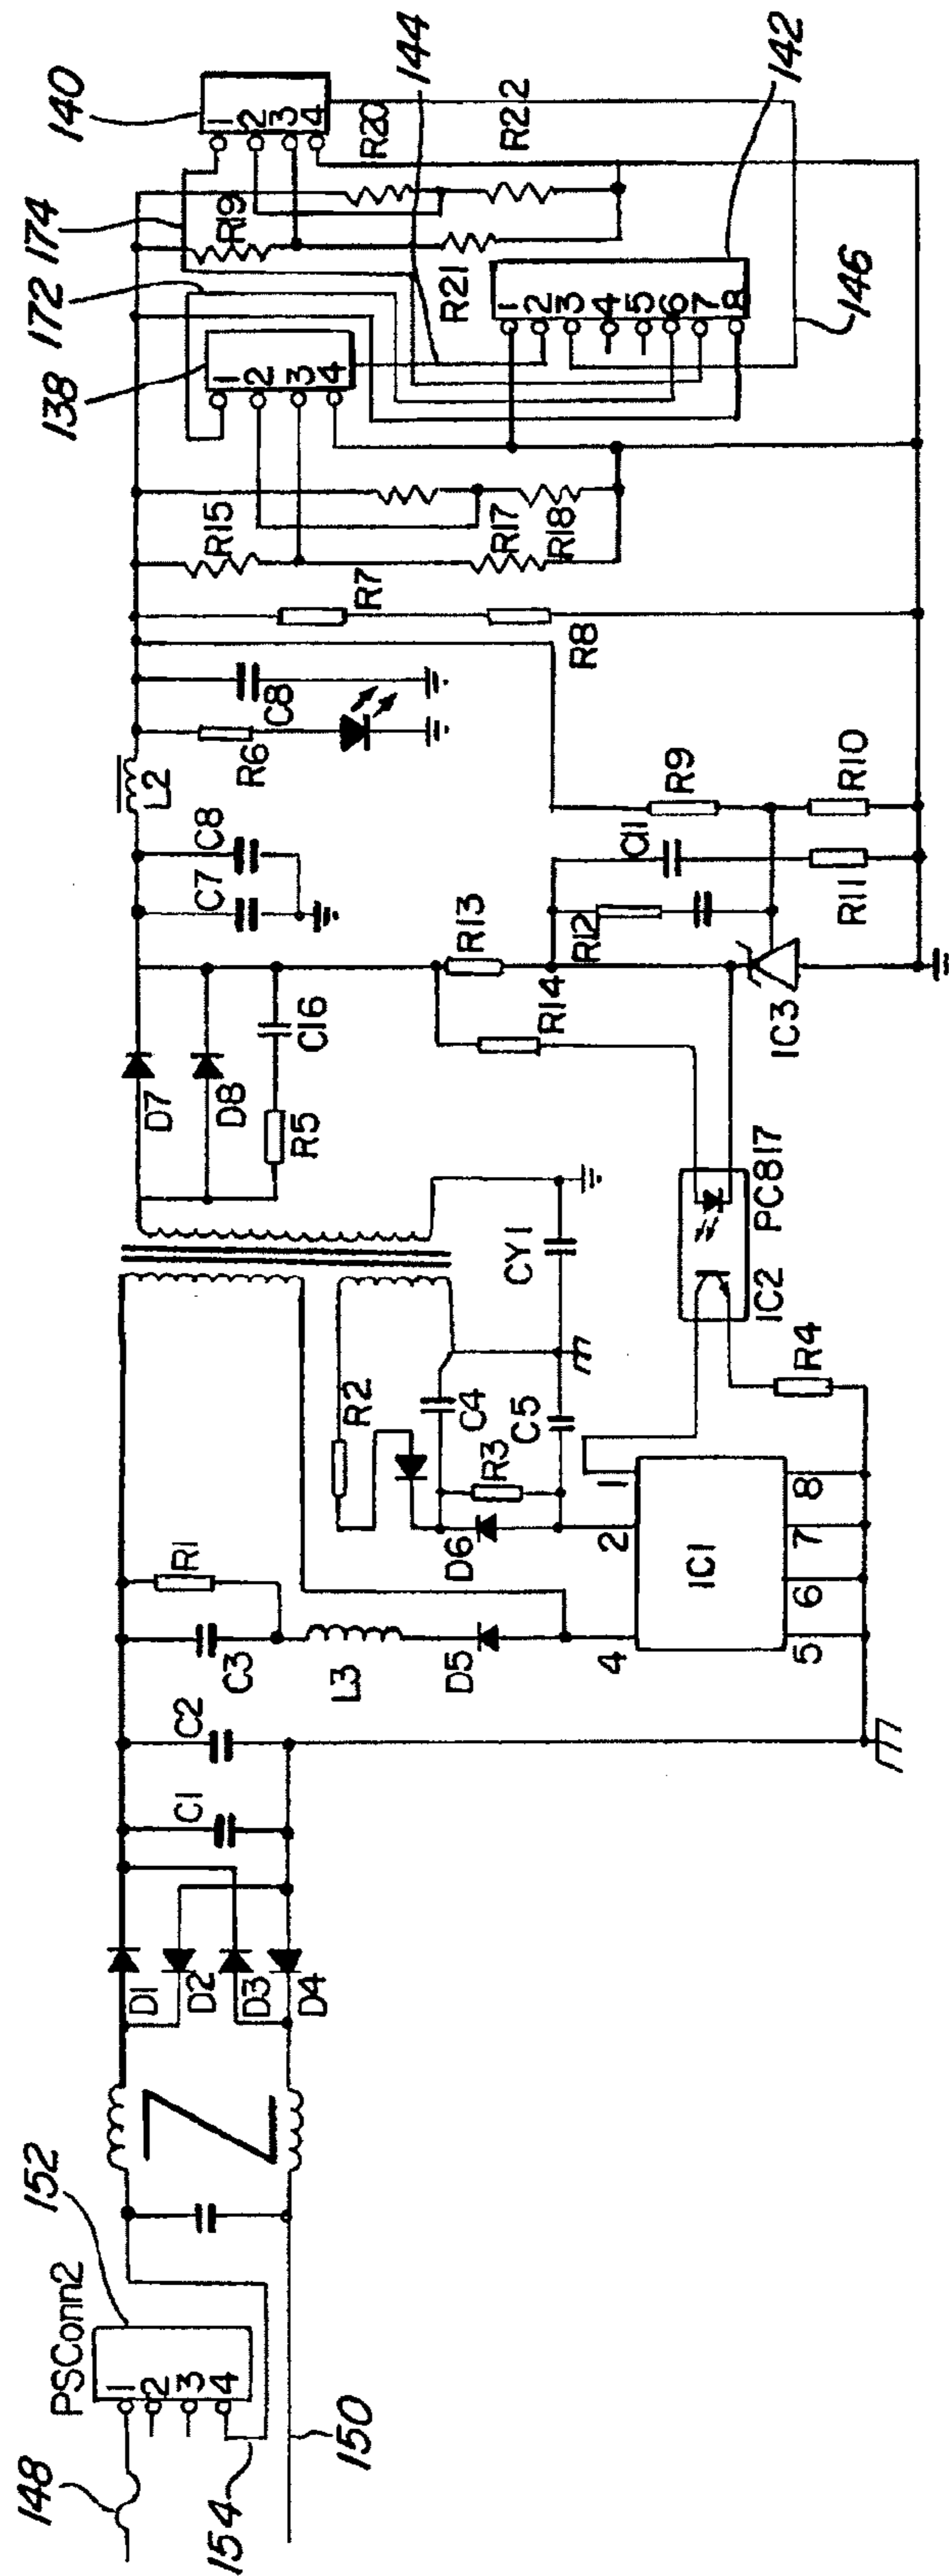 148
PSConn2
152
1
2
3
4
154
150
D1
D2
D3
D4
C1
C2
C3
R1
L3
D5
R2
C4
R3
D6
C5
CY1
4
2
1
IC1
5
6
7
8
R4
IC2 PC817
D7
D8
R5
C16
C7
C8
L2
R13
R14
R12
IC3
C11
R11
R9
R10
R6
C8
R7
R8
R15
R17
R18
138
172
174
140
1
2
3
4
1
2
3
4
R19
R20
R21
R22
144
1
2
3
4
5
6
7
8
142
146